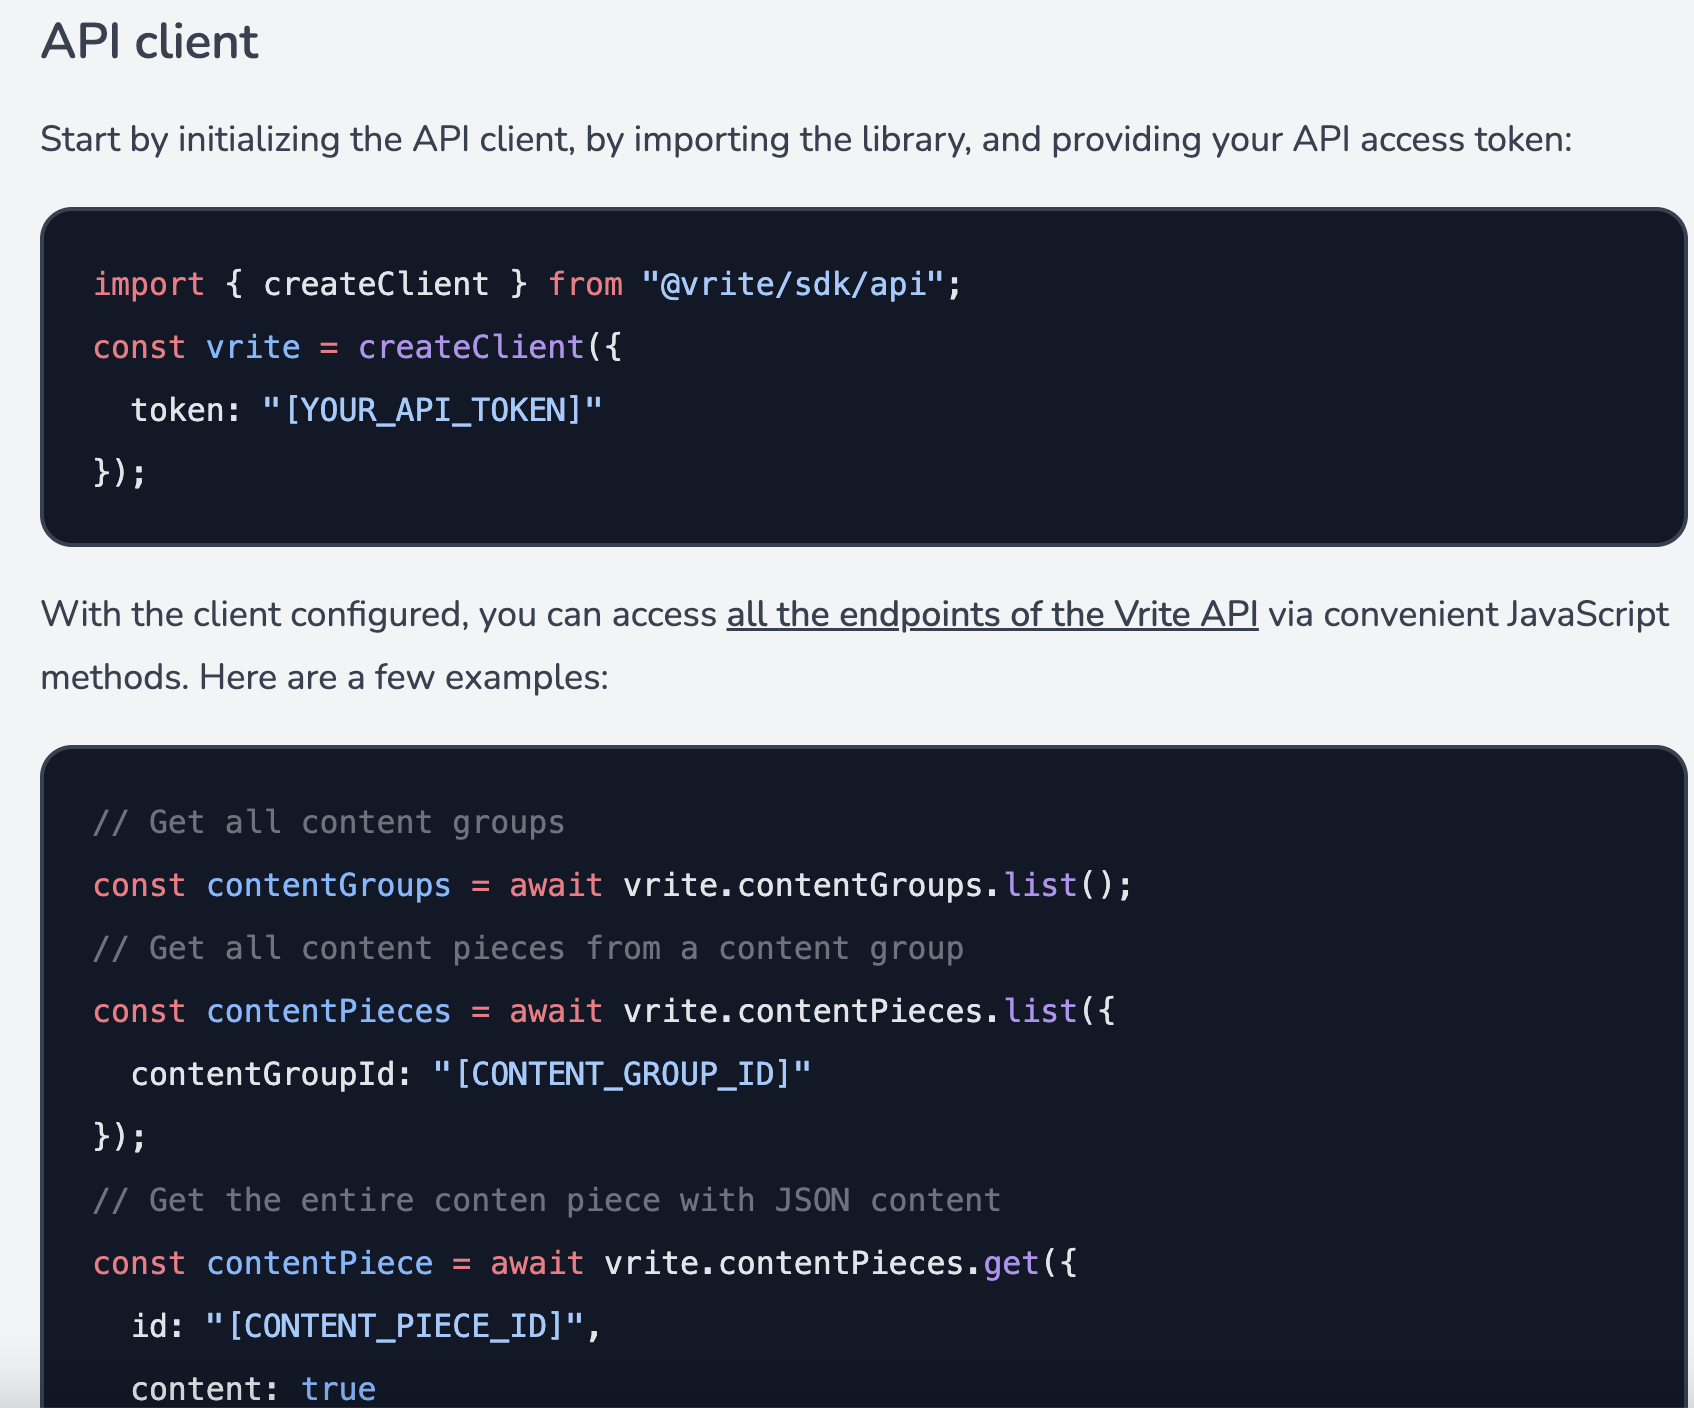 API client
Start by initializing the API client, by importing the library, and providing your API access token:
import { createClient } from "@vrite/sdk/api";
const vrite = createClient({
  token: "[YOUR_API_TOKEN]"
});
With the client configured, you can access all the endpoints of the Vrite API via convenient JavaScript
methods. Here are a few examples:
// Get all content groups
const contentGroups = await vrite.contentGroups.list();
// Get all content pieces from a content group
const contentPieces = await vrite.contentPieces.list({
  contentGroupId: "[CONTENT_GROUP_ID]"
});
// Get the entire conten piece with JSON content
const contentPiece = await vrite.contentPieces.get({
  id: "[CONTENT_PIECE_ID]",
  content: true